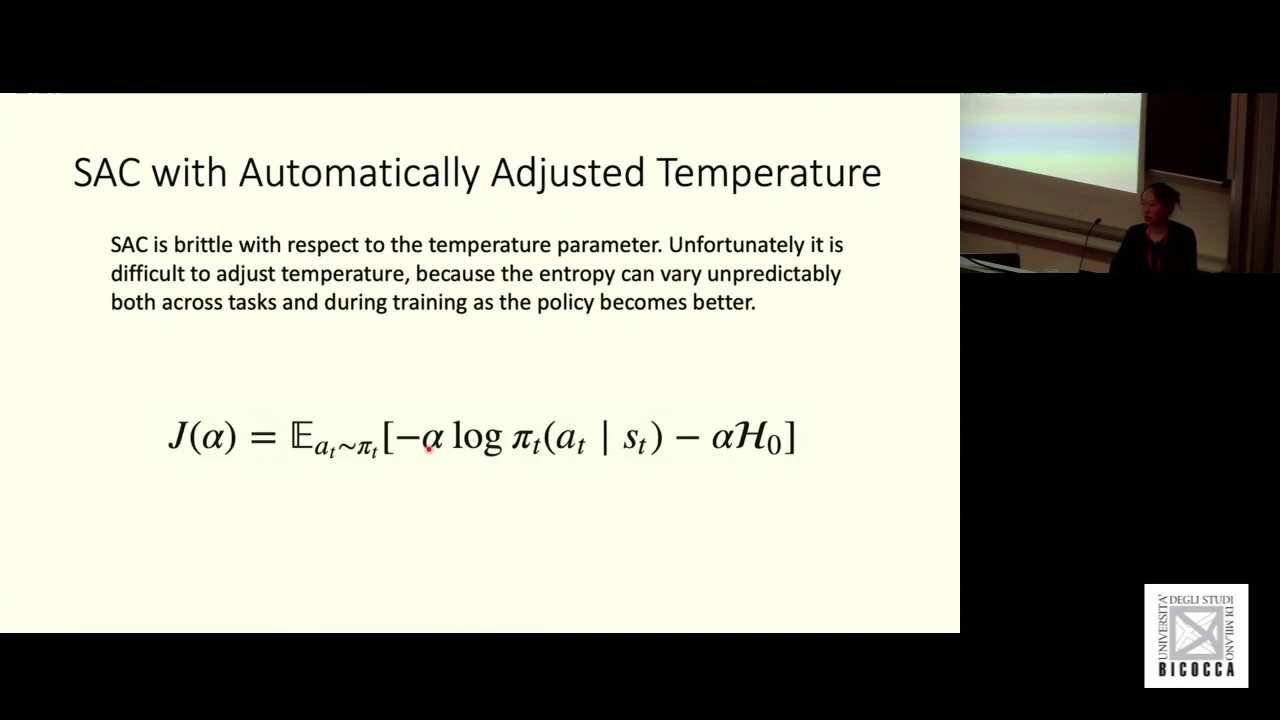 SAC with Automatically Adjusted Temperature
SAC is brittle with respect to the temperature parameter. Unfortunately it is
difficult to adjust temperature, because the entropy can vary unpredictably
both across tasks and during training as the policy becomes better.
J(α) = 𝔼_{a_t∼π_t}[−α log π_t(a_t | s_t) − αℋ_0]
UNIVERSITÀ
DEGLI STUDI
DI MILANO
BICOCCA